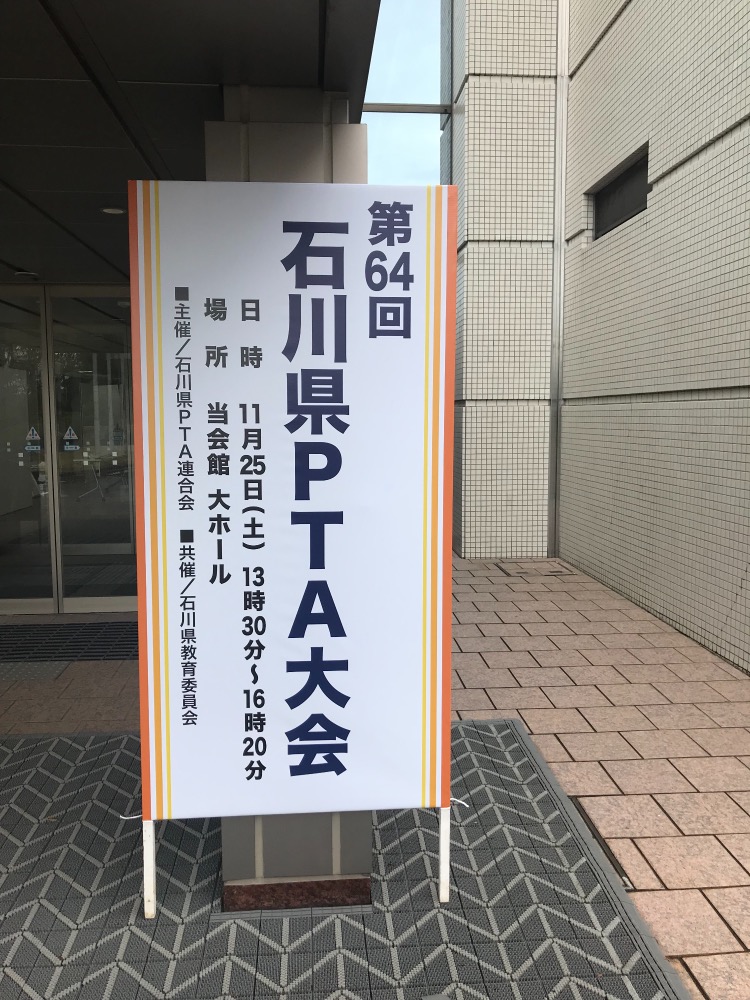 第64回
石川県PTA大会
日時 11月25日(土) 13時30分~16時20分
場所 当会館 大ホール
■主催/石川県PTA連合会 ■共催/石川県教育委員会